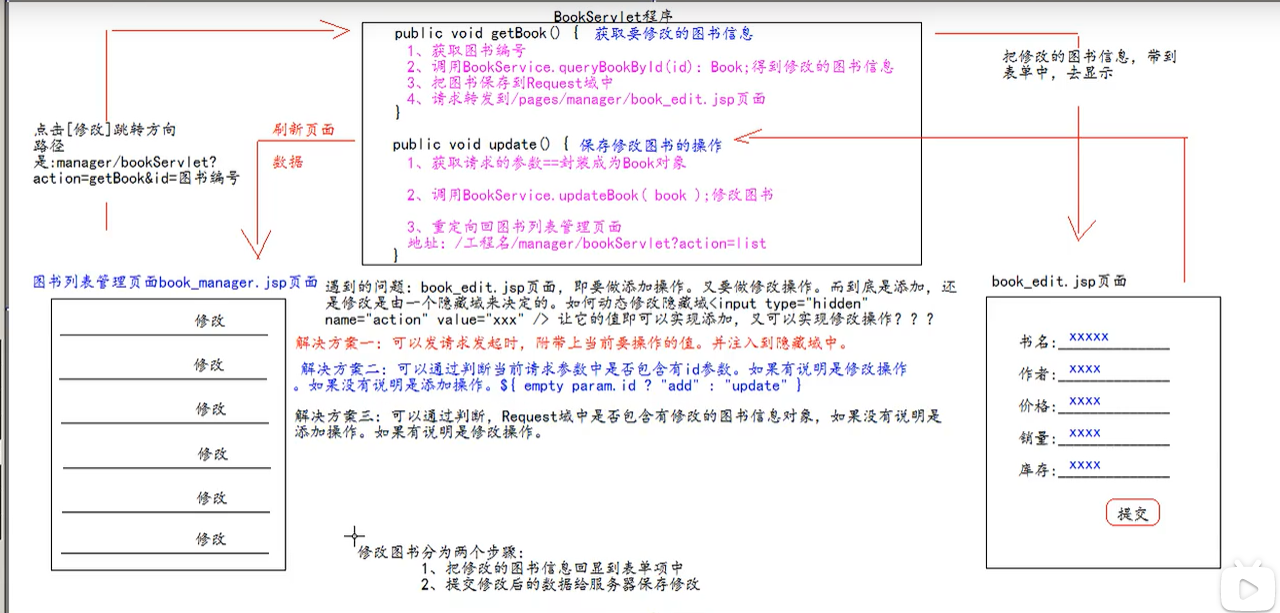 BookServlet程序
public void getBook() { 获取要修改的图书信息
1、获取图书编号
2、调用BookService.queryBookById(id): Book;得到修改的图书信息
3、把图书保存到Request域中
4、请求转发到/pages/manager/book_edit.jsp页面
}
public void update() { 保存修改图书的操作
1、获取请求的参数==封装成为Book对象
2、调用BookService.updateBook( book );修改图书
3、重定向回图书列表管理页面
地址: /工程名/manager/bookServlet?action=list
}
把修改的图书信息，带到
表单中，去显示
点击[修改]跳转方向
路径
是:manager/bookServlet?
action=getBook&id=图书编号
刷新页面
数据
图书列表管理页面book_manager.jsp页面
修改
修改
修改
修改
修改
修改
遇到的问题: book_edit.jsp页面，即要做添加操作。又要做修改操作。而到底是添加，还
是修改是由一个隐藏域来决定的。如何动态修改隐藏域<input type="hidden"
name="action" value="xxx" /> 让它的值即可以实现添加，又可以实现修改操作？？？
解决方案一: 可以发请求发起时，附带上当前要操作的值。并注入到隐藏域中。
解决方案二: 可以通过判断当前请求参数中是否包含有id参数。如果有说明是修改操作
。如果没有说明是添加操作。${ empty param.id ? "add" : "update" }
解决方案三: 可以通过判断，Request域中是否包含有修改的图书信息对象，如果没有说明是
添加操作。如果有说明是修改操作。
book_edit.jsp页面
书名: xxxxx
作者: xxxx
价格: xxxx
销量: xxxx
库存: xxxx
提交
修改图书分为两个步骤:
1、把修改的图书信息回显到表单项中
2、提交修改后的数据给服务器保存修改